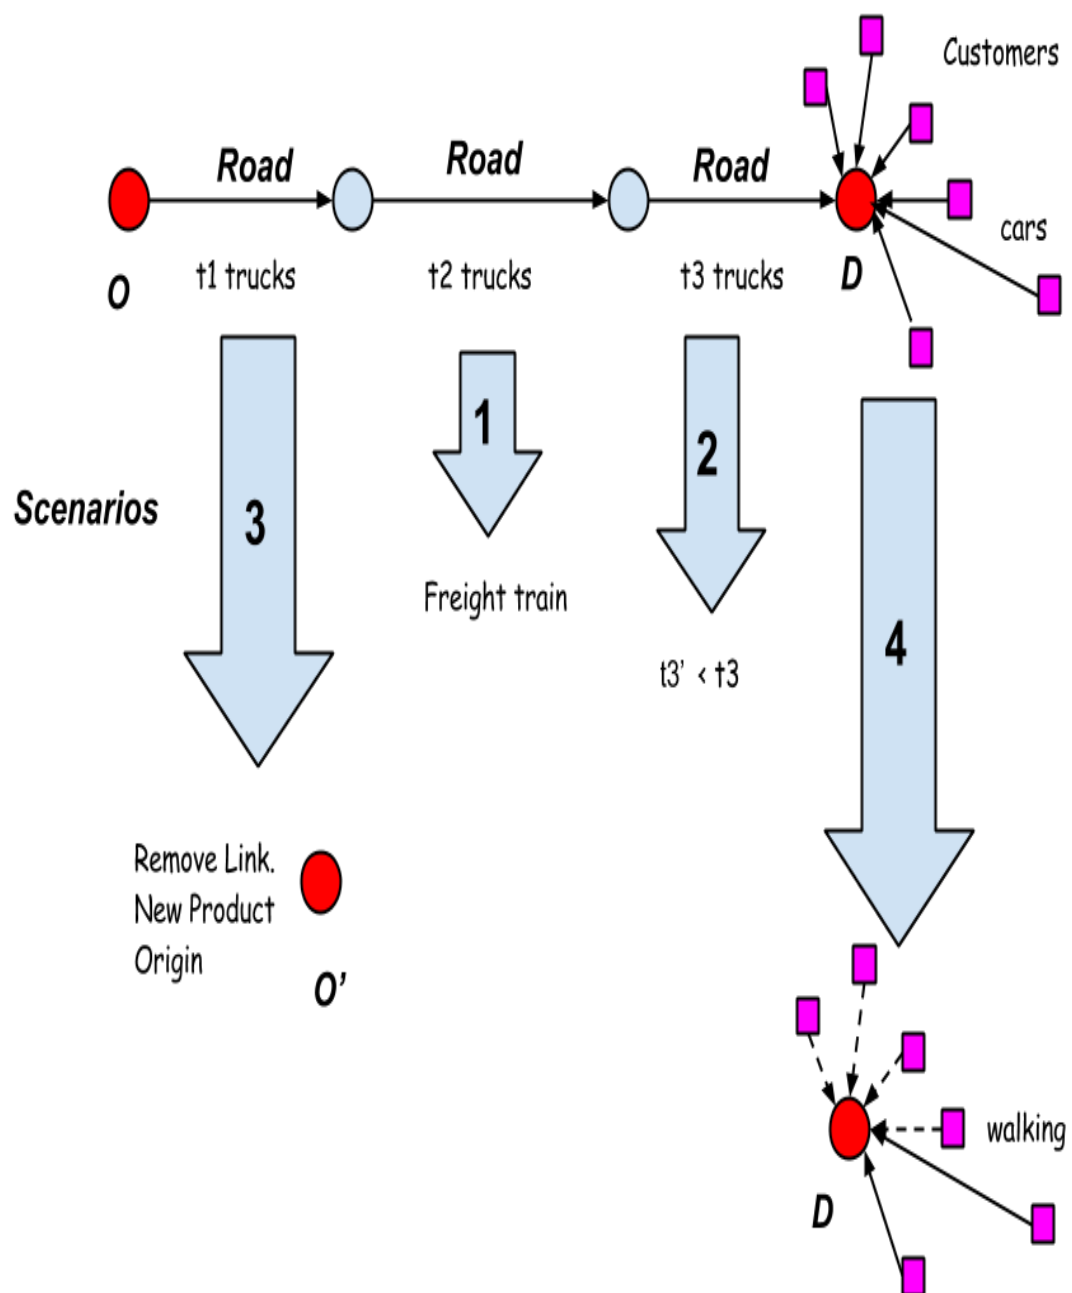 Customers
Road
Road
Road
cars
O
t1 trucks
t2 trucks
t3 trucks
D
Scenarios
3
1
2
4
Freight train
t3’ < t3
Remove Link.
New Product
Origin
O’
walking
D